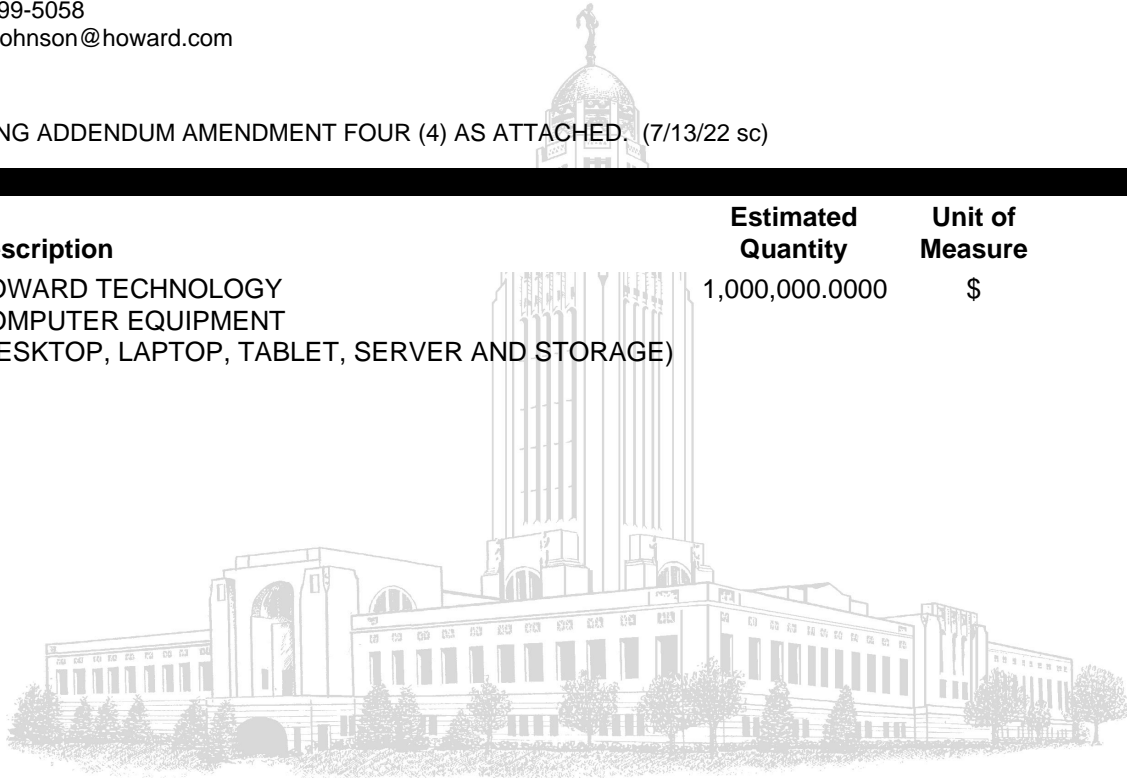 99-5058
ohnson@howard.com
NG ADDENDUM AMENDMENT FOUR (4) AS ATTACHED. (7/13/22 sc)
Estimated Unit of
scription Quantity Measure
OWARD TECHNOLOGY 1,000,000.0000 $
OMPUTER EQUIPMENT
ESKTOP, LAPTOP, TABLET, SERVER AND STORAGE)